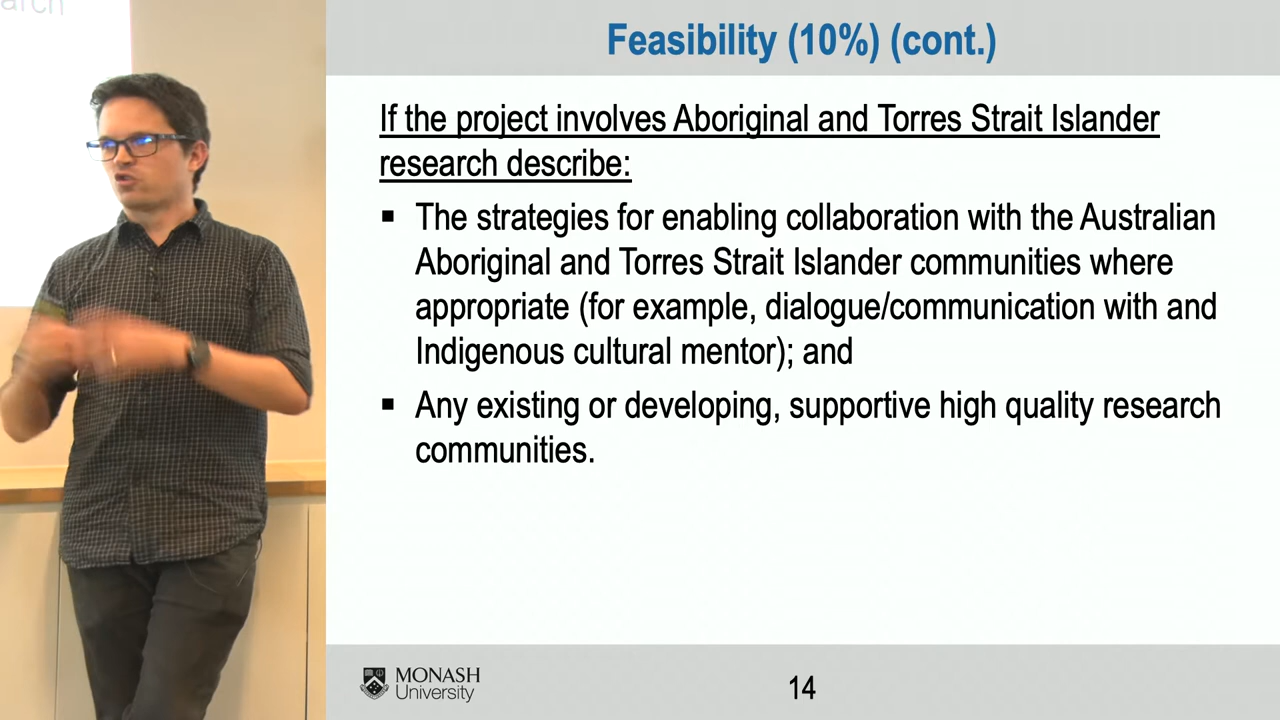 Feasibility (10%) (cont.)
If the project involves Aboriginal and Torres Strait Islander
research describe:
▪ The strategies for enabling collaboration with the Australian
Aboriginal and Torres Strait Islander communities where
appropriate (for example, dialogue/communication with and
Indigenous cultural mentor); and
▪ Any existing or developing, supportive high quality research
communities.
MONASH
University
14